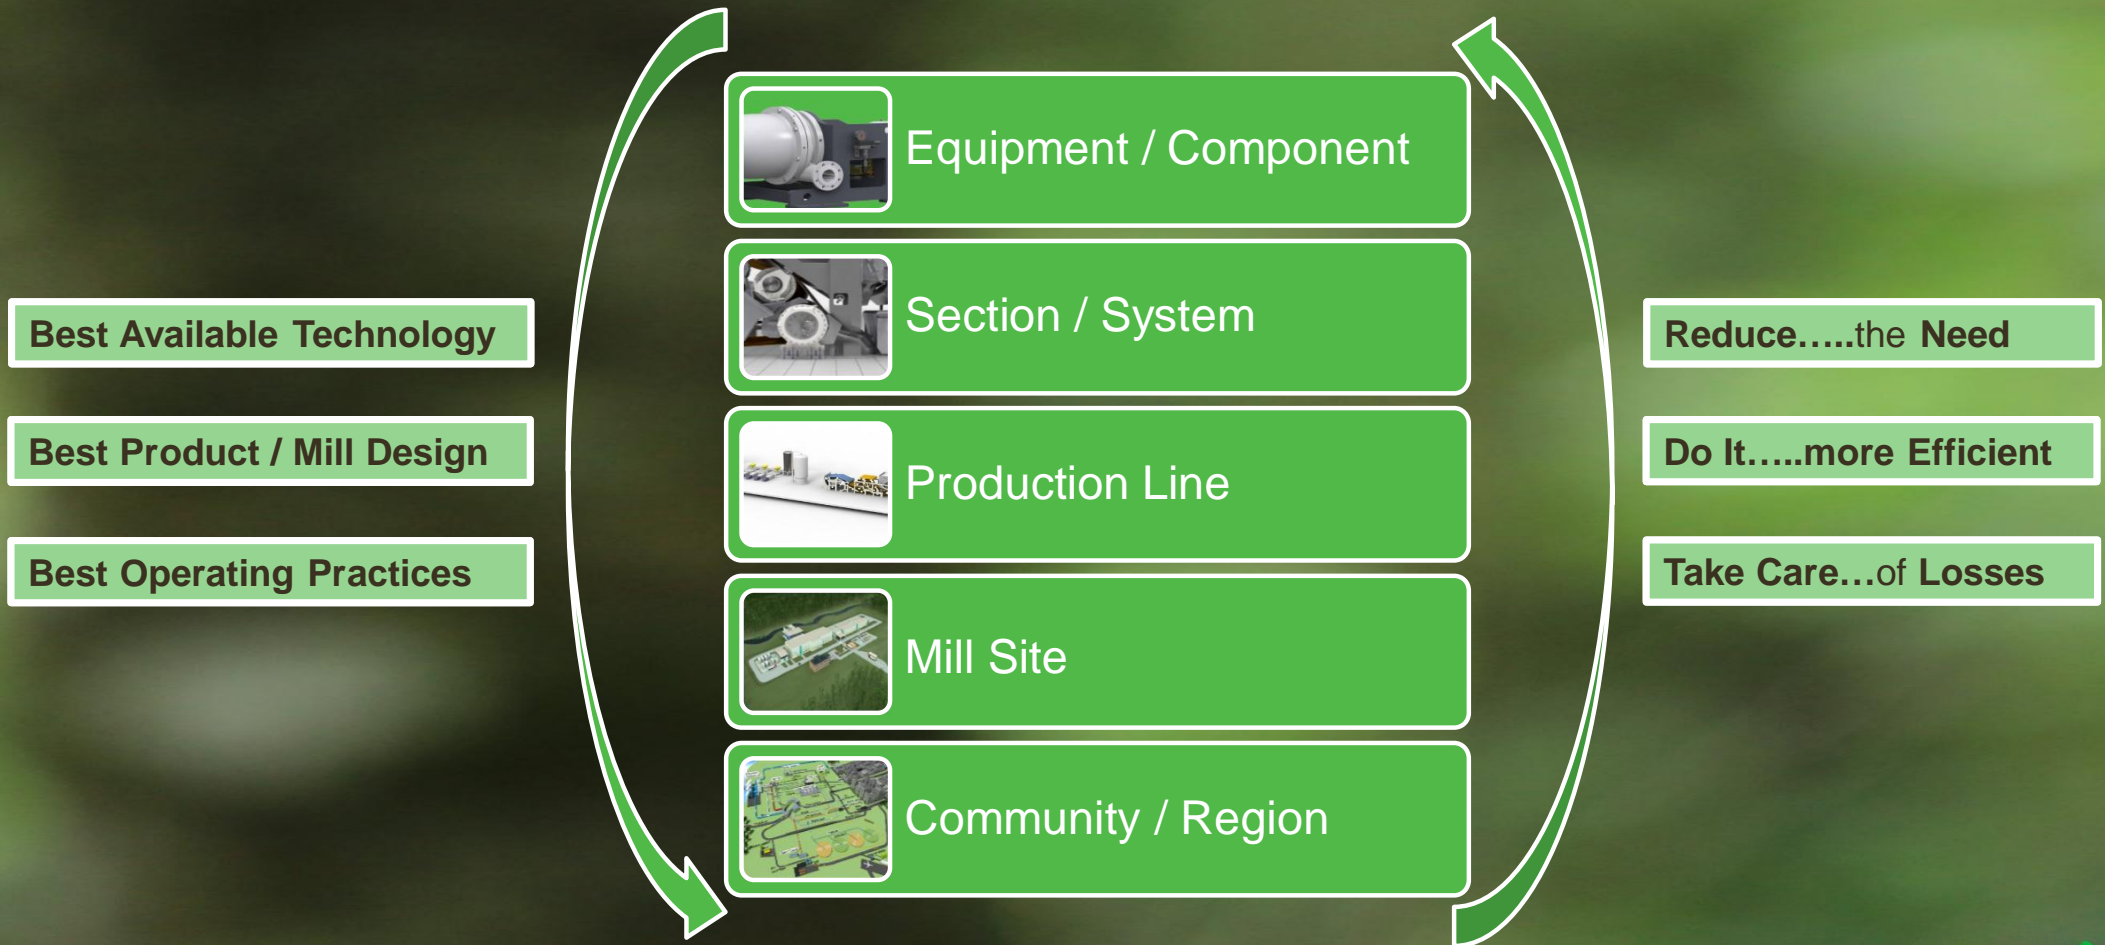 Equipment / Component
Section / System
Production Line
Mill Site
Community / Region
Best Available Technology
Best Product / Mill Design
Best Operating Practices
Reduce…..the Need
Do It…..more Efficient
Take Care…of Losses